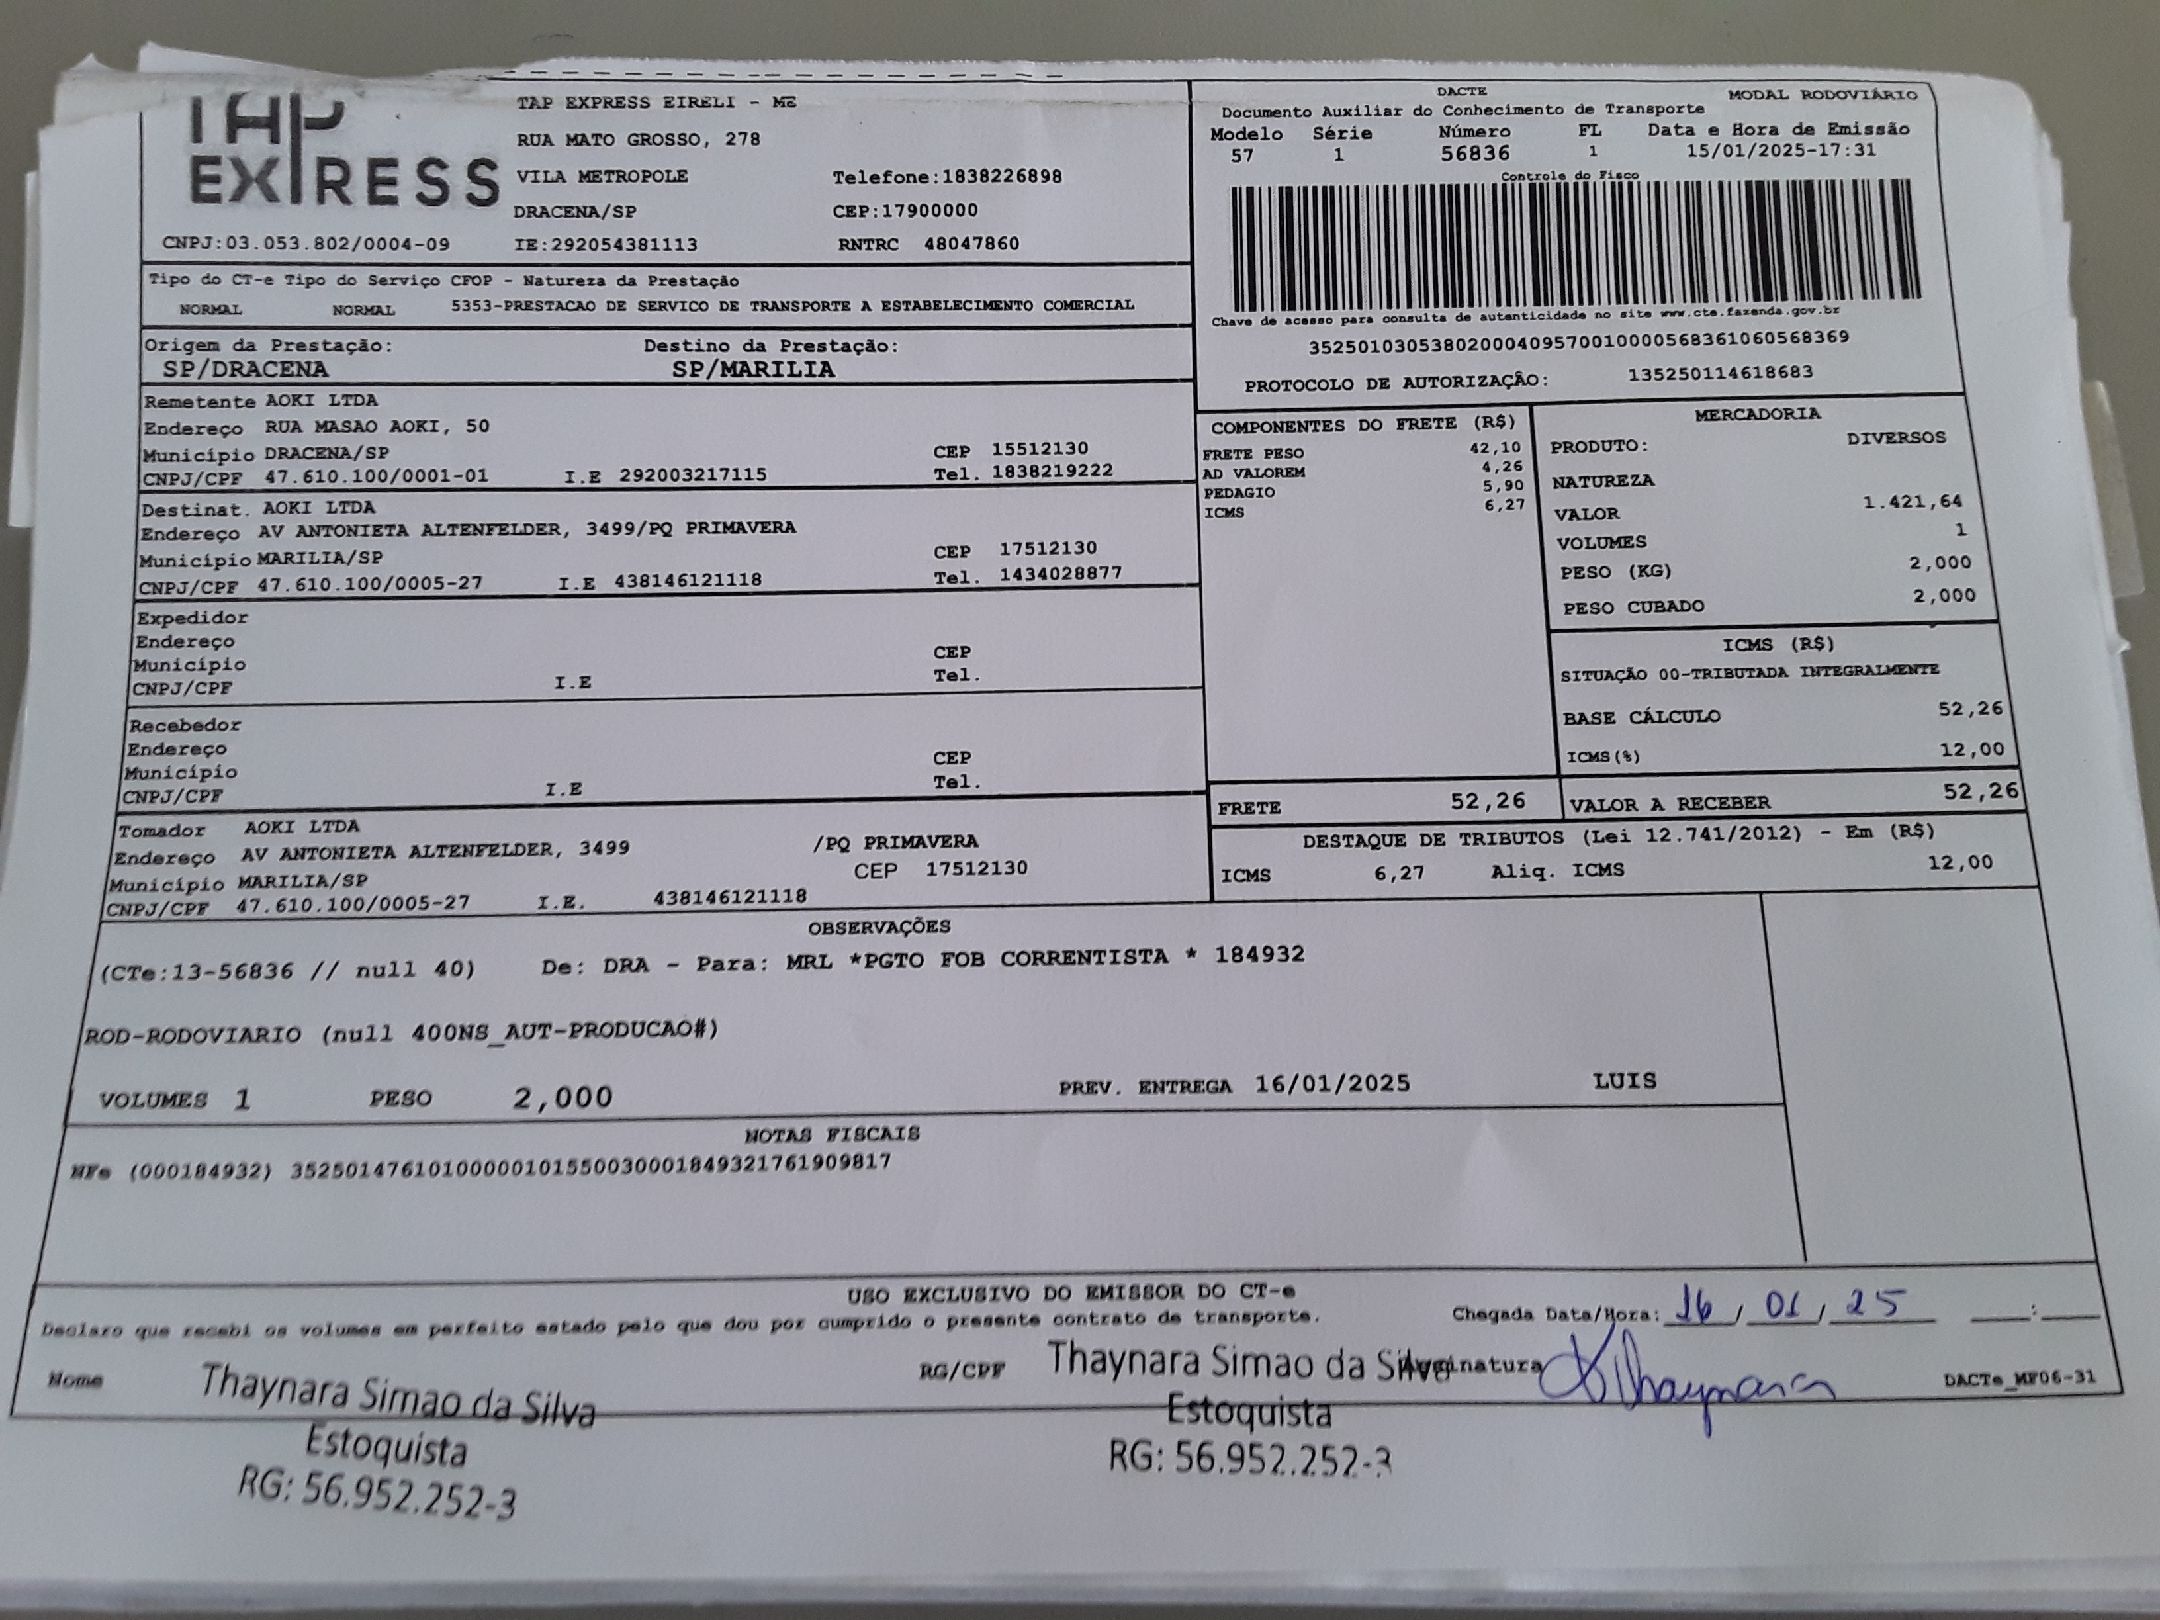 TAP
EXPRESS
TAP EXPRESS EIRELI - ME
RUA MATO GROSSO, 278
VILA METROPOLE Telefone:1838226898
DRACENA/SP CEP:17900000
CNPJ:03.053.802/0004-09 IE:292054381113 RNTRC 48047860
DACTE MODAL RODOVIÁRIO
Documento Auxiliar do Conhecimento de Transporte
Modelo Série Número FL Data e Hora de Emissão
57 1 56836 1 15/01/2025-17:31
Controle do Fisco
Chave de acesso para consulta de autenticidade no site www.cte.fazenda.gov.br
35250103053802000409570010000568361060568369
PROTOCOLO DE AUTORIZAÇÃO: 135250114618683
Tipo do CT-e Tipo do Serviço CFOP - Natureza da Prestação
NORMAL NORMAL 5353-PRESTACAO DE SERVICO DE TRANSPORTE A ESTABELECIMENTO COMERCIAL
Origem da Prestação: Destino da Prestação:
SP/DRACENA SP/MARILIA
Remetente AOKI LTDA
Endereço RUA MASAO AOKI, 50
Município DRACENA/SP CEP 15512130
CNPJ/CPF 47.610.100/0001-01 I.E 292003217115 Tel. 1838219222
Destinat. AOKI LTDA
Endereço AV ANTONIETA ALTENFELDER, 3499/PQ PRIMAVERA
Município MARILIA/SP CEP 17512130
CNPJ/CPF 47.610.100/0005-27 I.E 438146121118 Tel. 1434028877
Expedidor
Endereço
Município CEP
CNPJ/CPF I.E Tel.
Recebedor
Endereço
Município CEP
CNPJ/CPF I.E Tel.
Tomador AOKI LTDA
Endereço AV ANTONIETA ALTENFELDER, 3499 /PQ PRIMAVERA
Município MARILIA/SP CEP 17512130
CNPJ/CPF 47.610.100/0005-27 I.E. 438146121118
COMPONENTES DO FRETE (R$)
FRETE PESO 42,10
AD VALOREM 4,26
PEDAGIO 5,90
ICMS 6,27
MERCADORIA
PRODUTO: DIVERSOS
NATUREZA
VALOR 1.421,64
VOLUMES 1
PESO (KG) 2,000
PESO CUBADO 2,000
ICMS (R$)
SITUAÇÃO 00-TRIBUTADA INTEGRALMENTE
BASE CÁLCULO 52,26
ICMS(%) 12,00
FRETE 52,26 VALOR A RECEBER 52,26
DESTAQUE DE TRIBUTOS (Lei 12.741/2012) - Em (R$)
ICMS 6,27 Aliq. ICMS 12,00
OBSERVAÇÕES
(CTe:13-56836 // null 40) De: DRA - Para: MRL *PGTO FOB CORRENTISTA * 184932
ROD-RODOVIARIO (null 400NS_AUT-PRODUCAO#)
VOLUMES 1 PESO 2,000 PREV. ENTREGA 16/01/2025 LUIS
NOTAS FISCAIS
NFe (000184932) 35250147610100000101550030001849321761909817
USO EXCLUSIVO DO EMISSOR DO CT-e
Declaro que recebi os volumes em perfeito estado pelo que dou por cumprido o presente contrato de transporte. Chegada Data/Hora: 16 / 01 / 25 :
Nome Thaynara Simao da Silva RG/CPF Thaynara Simao da Silva Assinatura Thaynara DACTe_MF06-31
Estoquista Estoquista
RG: 56.952.252-3 RG: 56.952.252-3